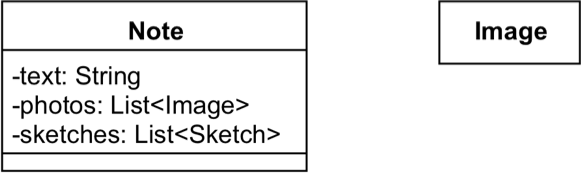 Note
-text: String
-photos: List<Image>
-sketches: List<Sketch>
Image